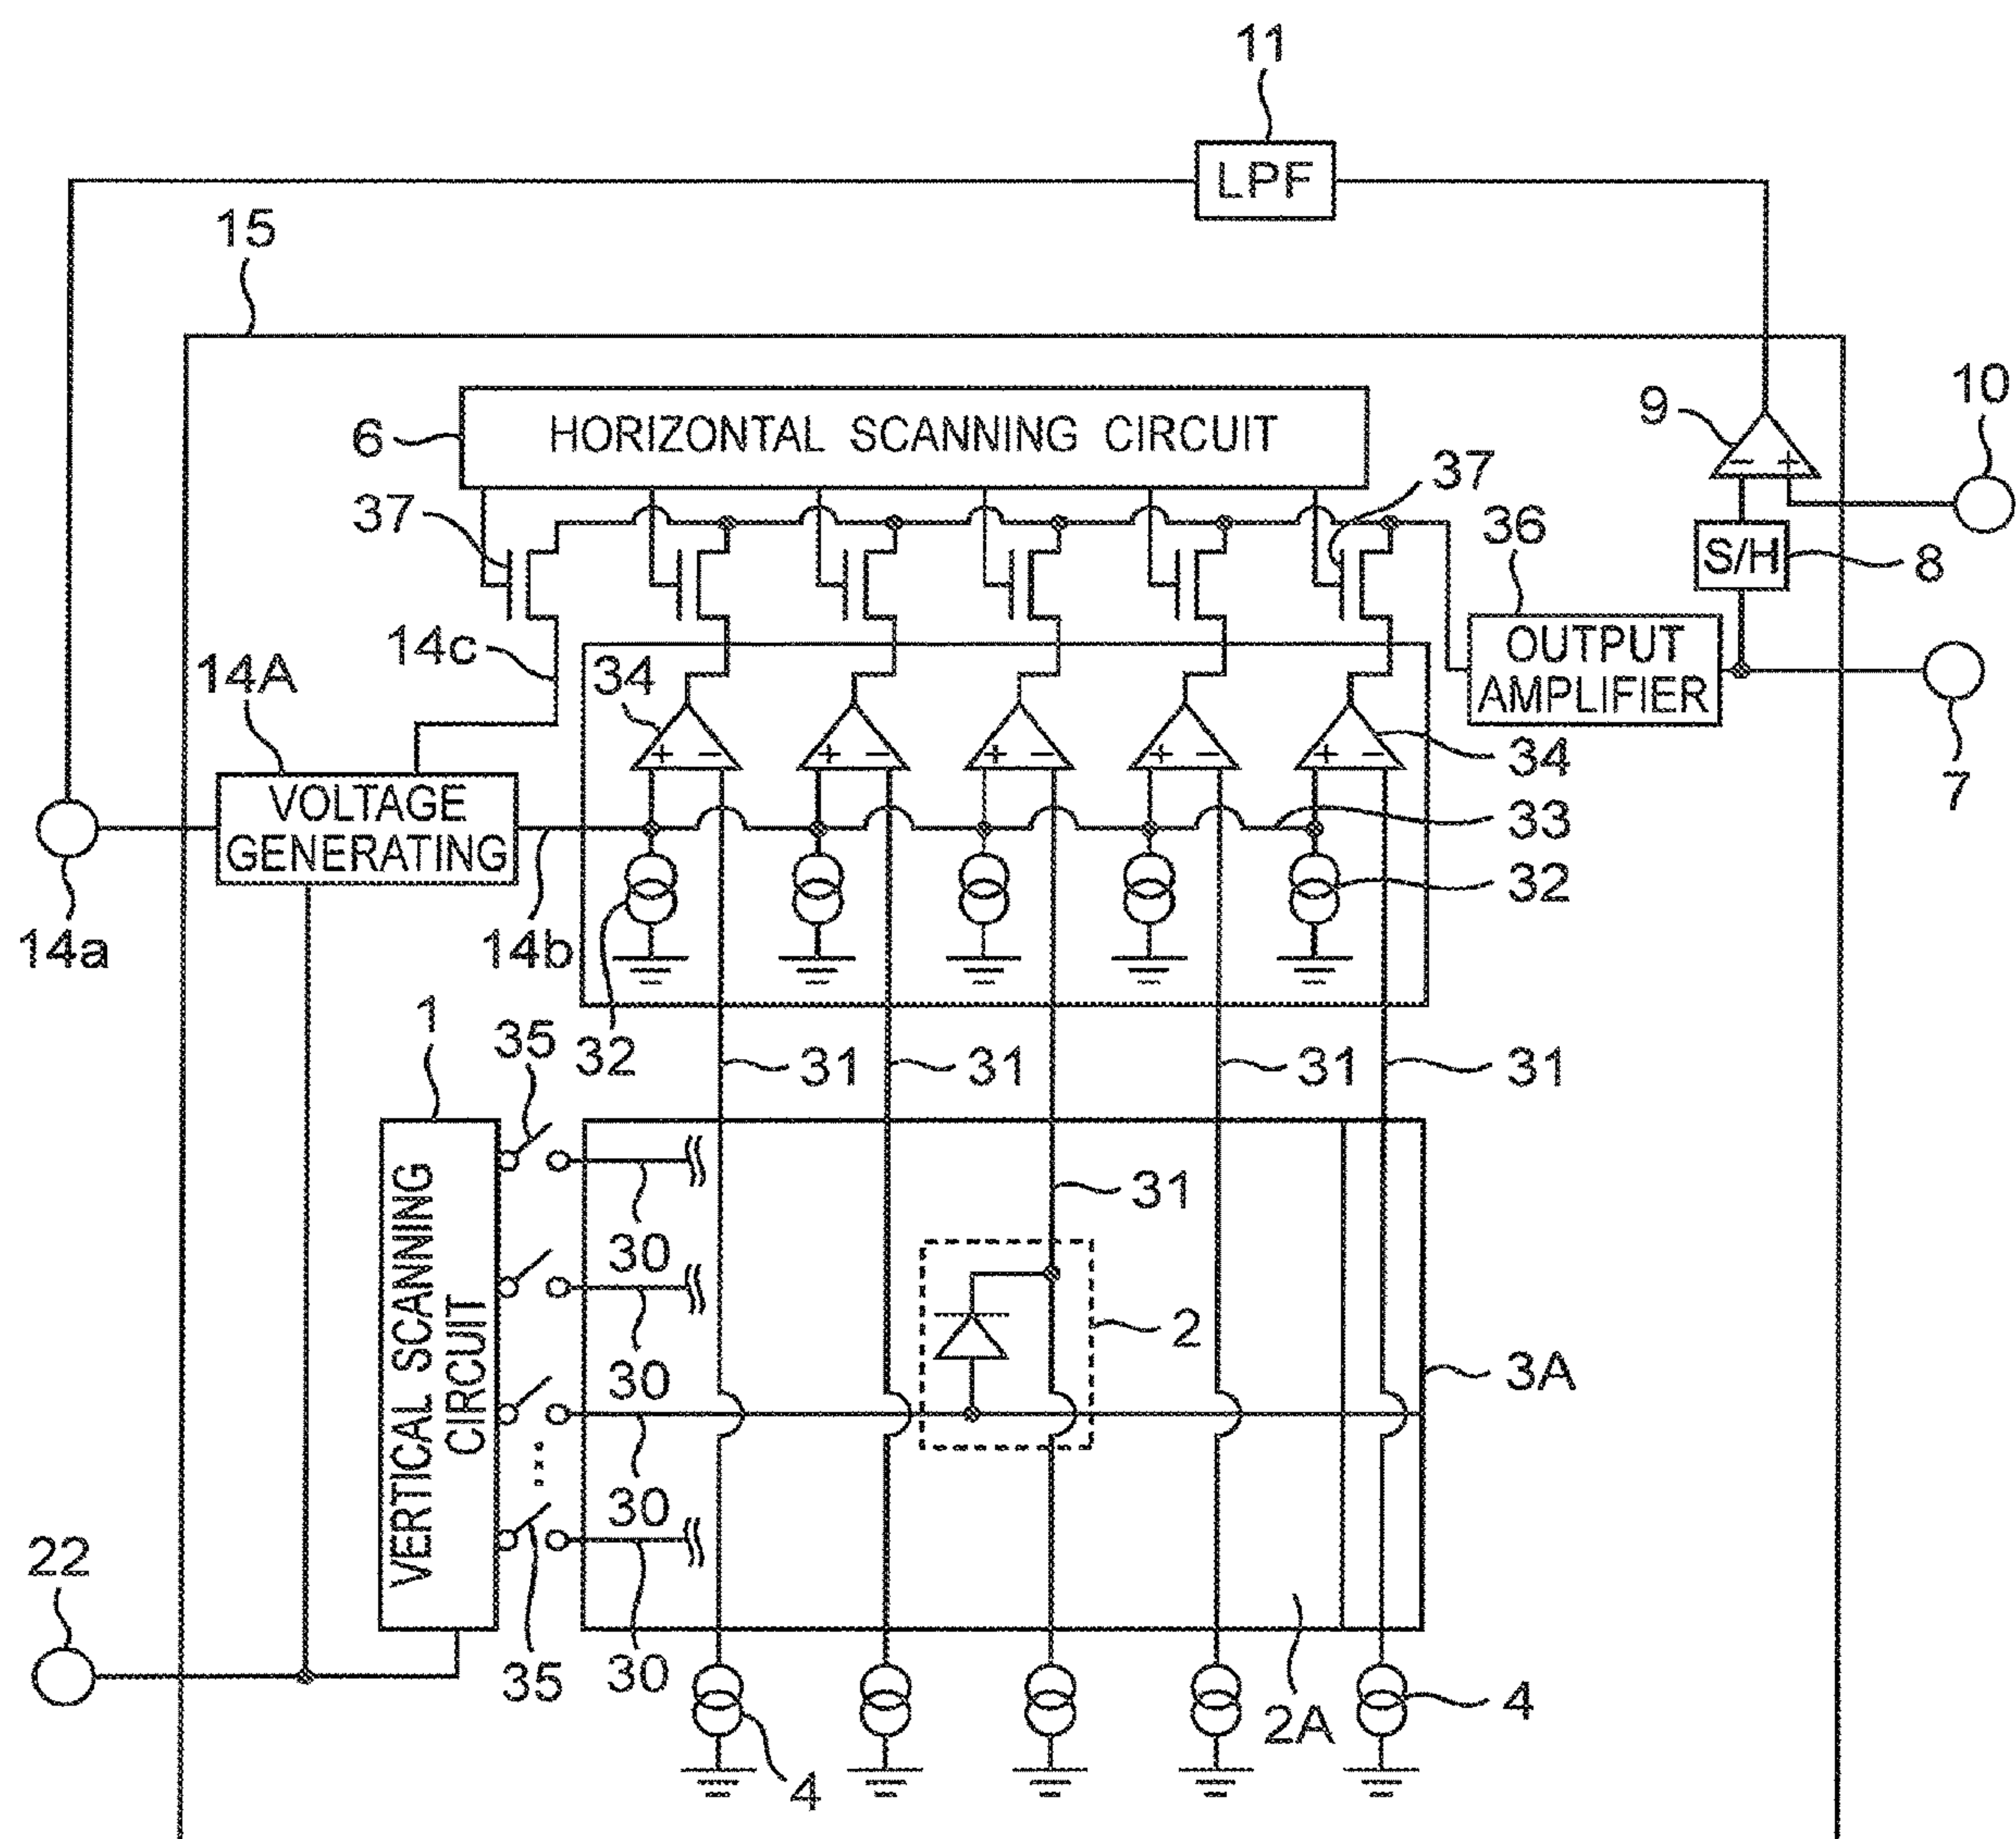 11
LPF
15
10
9
- +
6
HORIZONTAL SCANNING CIRCUIT
37
37
36
S/H
8
14c
OUTPUT
AMPLIFIER
14A
34
+ -
+ -
+ -
+ -
+ -
34
7
VOLTAGE
GENERATING
33
32
14a
14b
32
1
35
31
31
31
31
VERTICAL SCANNING
CIRCUIT
30
31
30
2
30
3A
30
22
35
30
2A
4
4